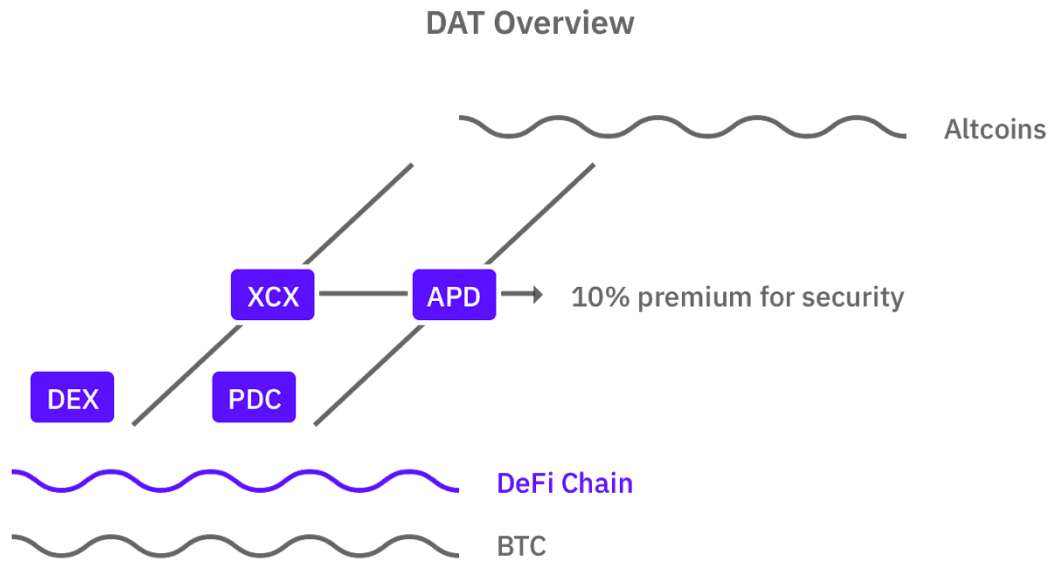 DAT Overview
Altcoins
XCX
APD
10% premium for security
DEX
PDC
DeFi Chain
BTC